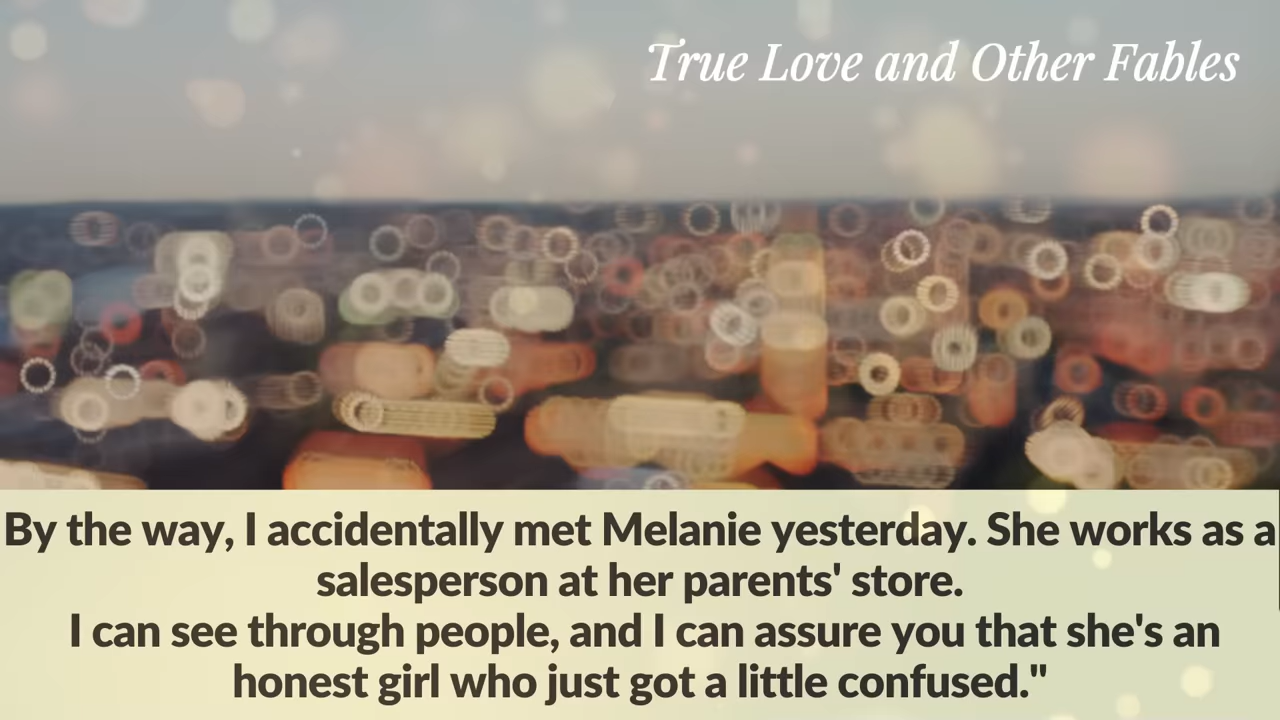 True Love and Other Fables
By the way, I accidentally met Melanie yesterday. She works as a
salesperson at her parents' store.
I can see through people, and I can assure you that she's an
honest girl who just got a little confused."